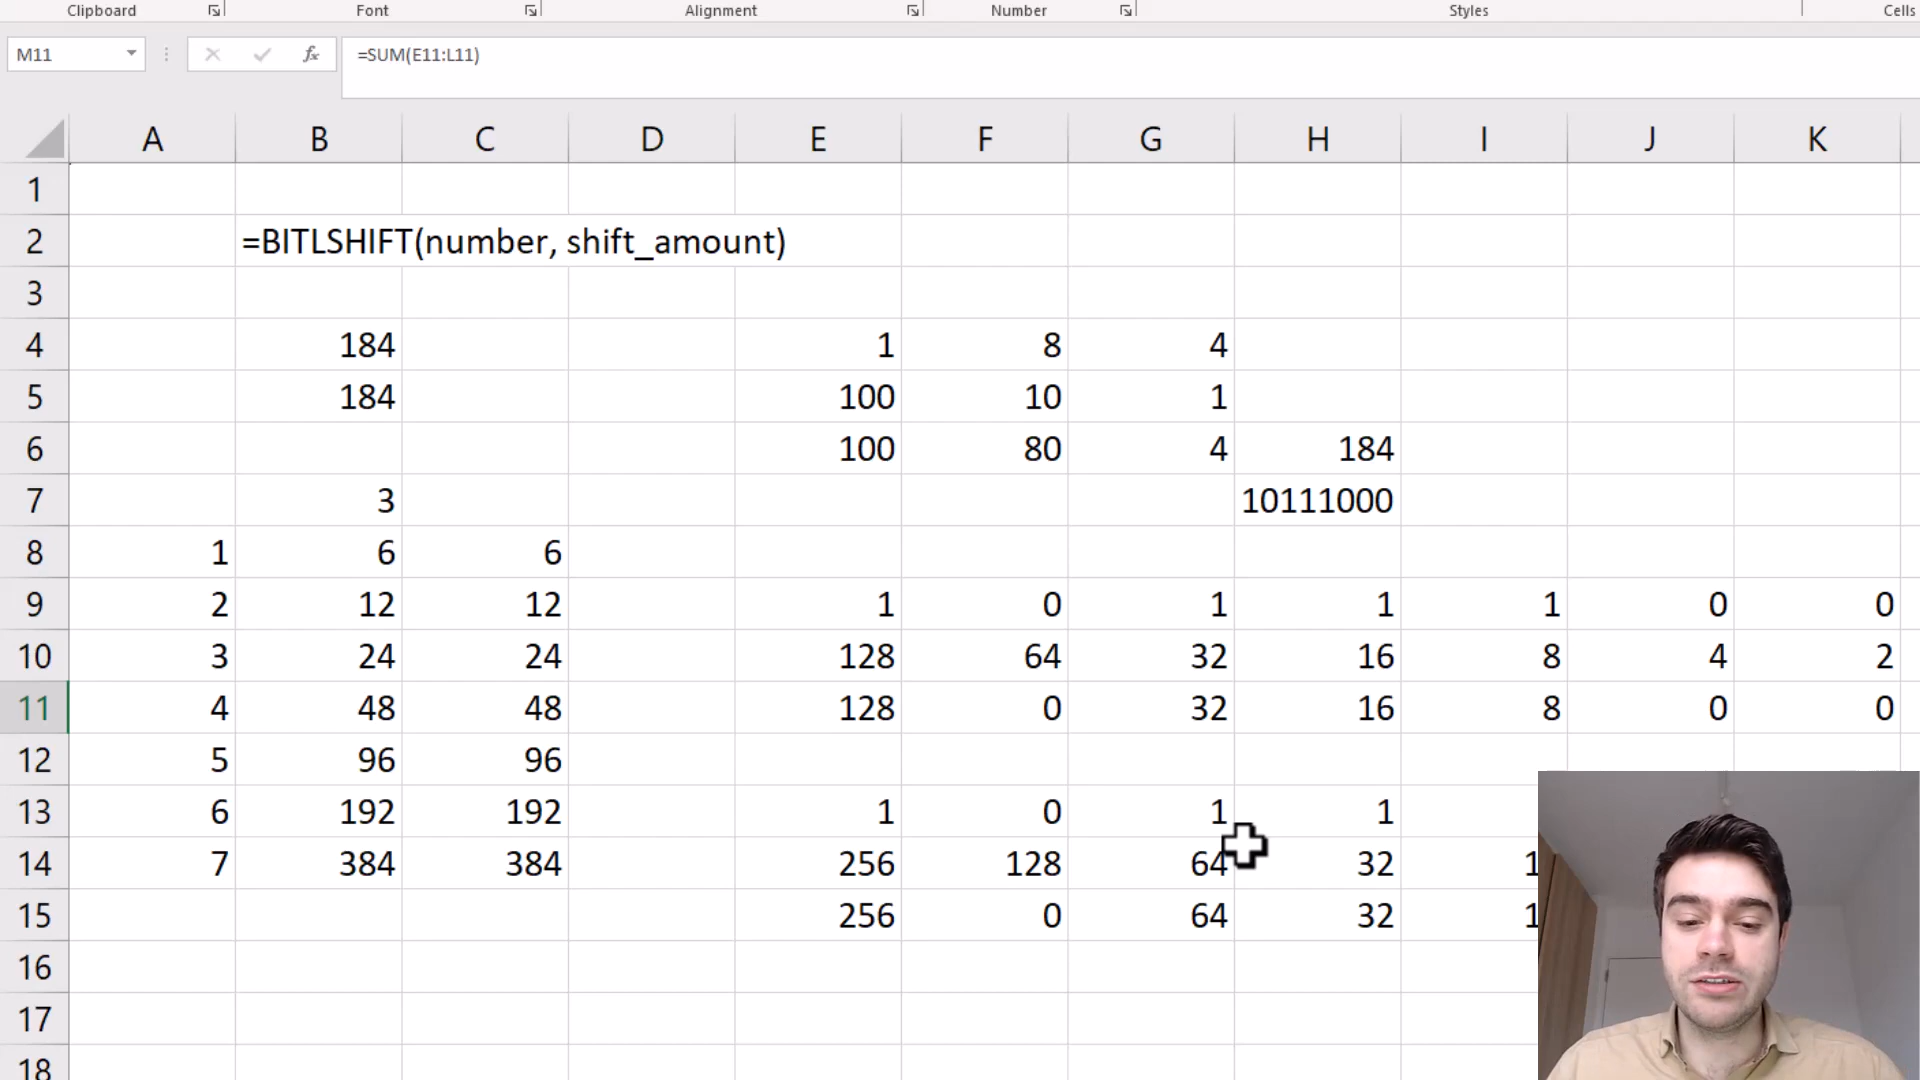 Clipboard Font Alignment Number Styles Cells
M11 fx =SUM(E11:L11)
A B C D E F G H I J K
1
2 =BITLSHIFT(number, shift_amount)
3
4 184 1 8 4
5 184 100 10 1
6 100 80 4 184
7 3 10111000
8 1 6 6
9 2 12 12 1 0 1 1 1 0 0
10 3 24 24 128 64 32 16 8 4 2
11 4 48 48 128 0 32 16 8 0 0
12 5 96 96
13 6 192 192 1 0 1 1
14 7 384 384 256 128 64 32 1
15 256 0 64 32 1
16
17
18